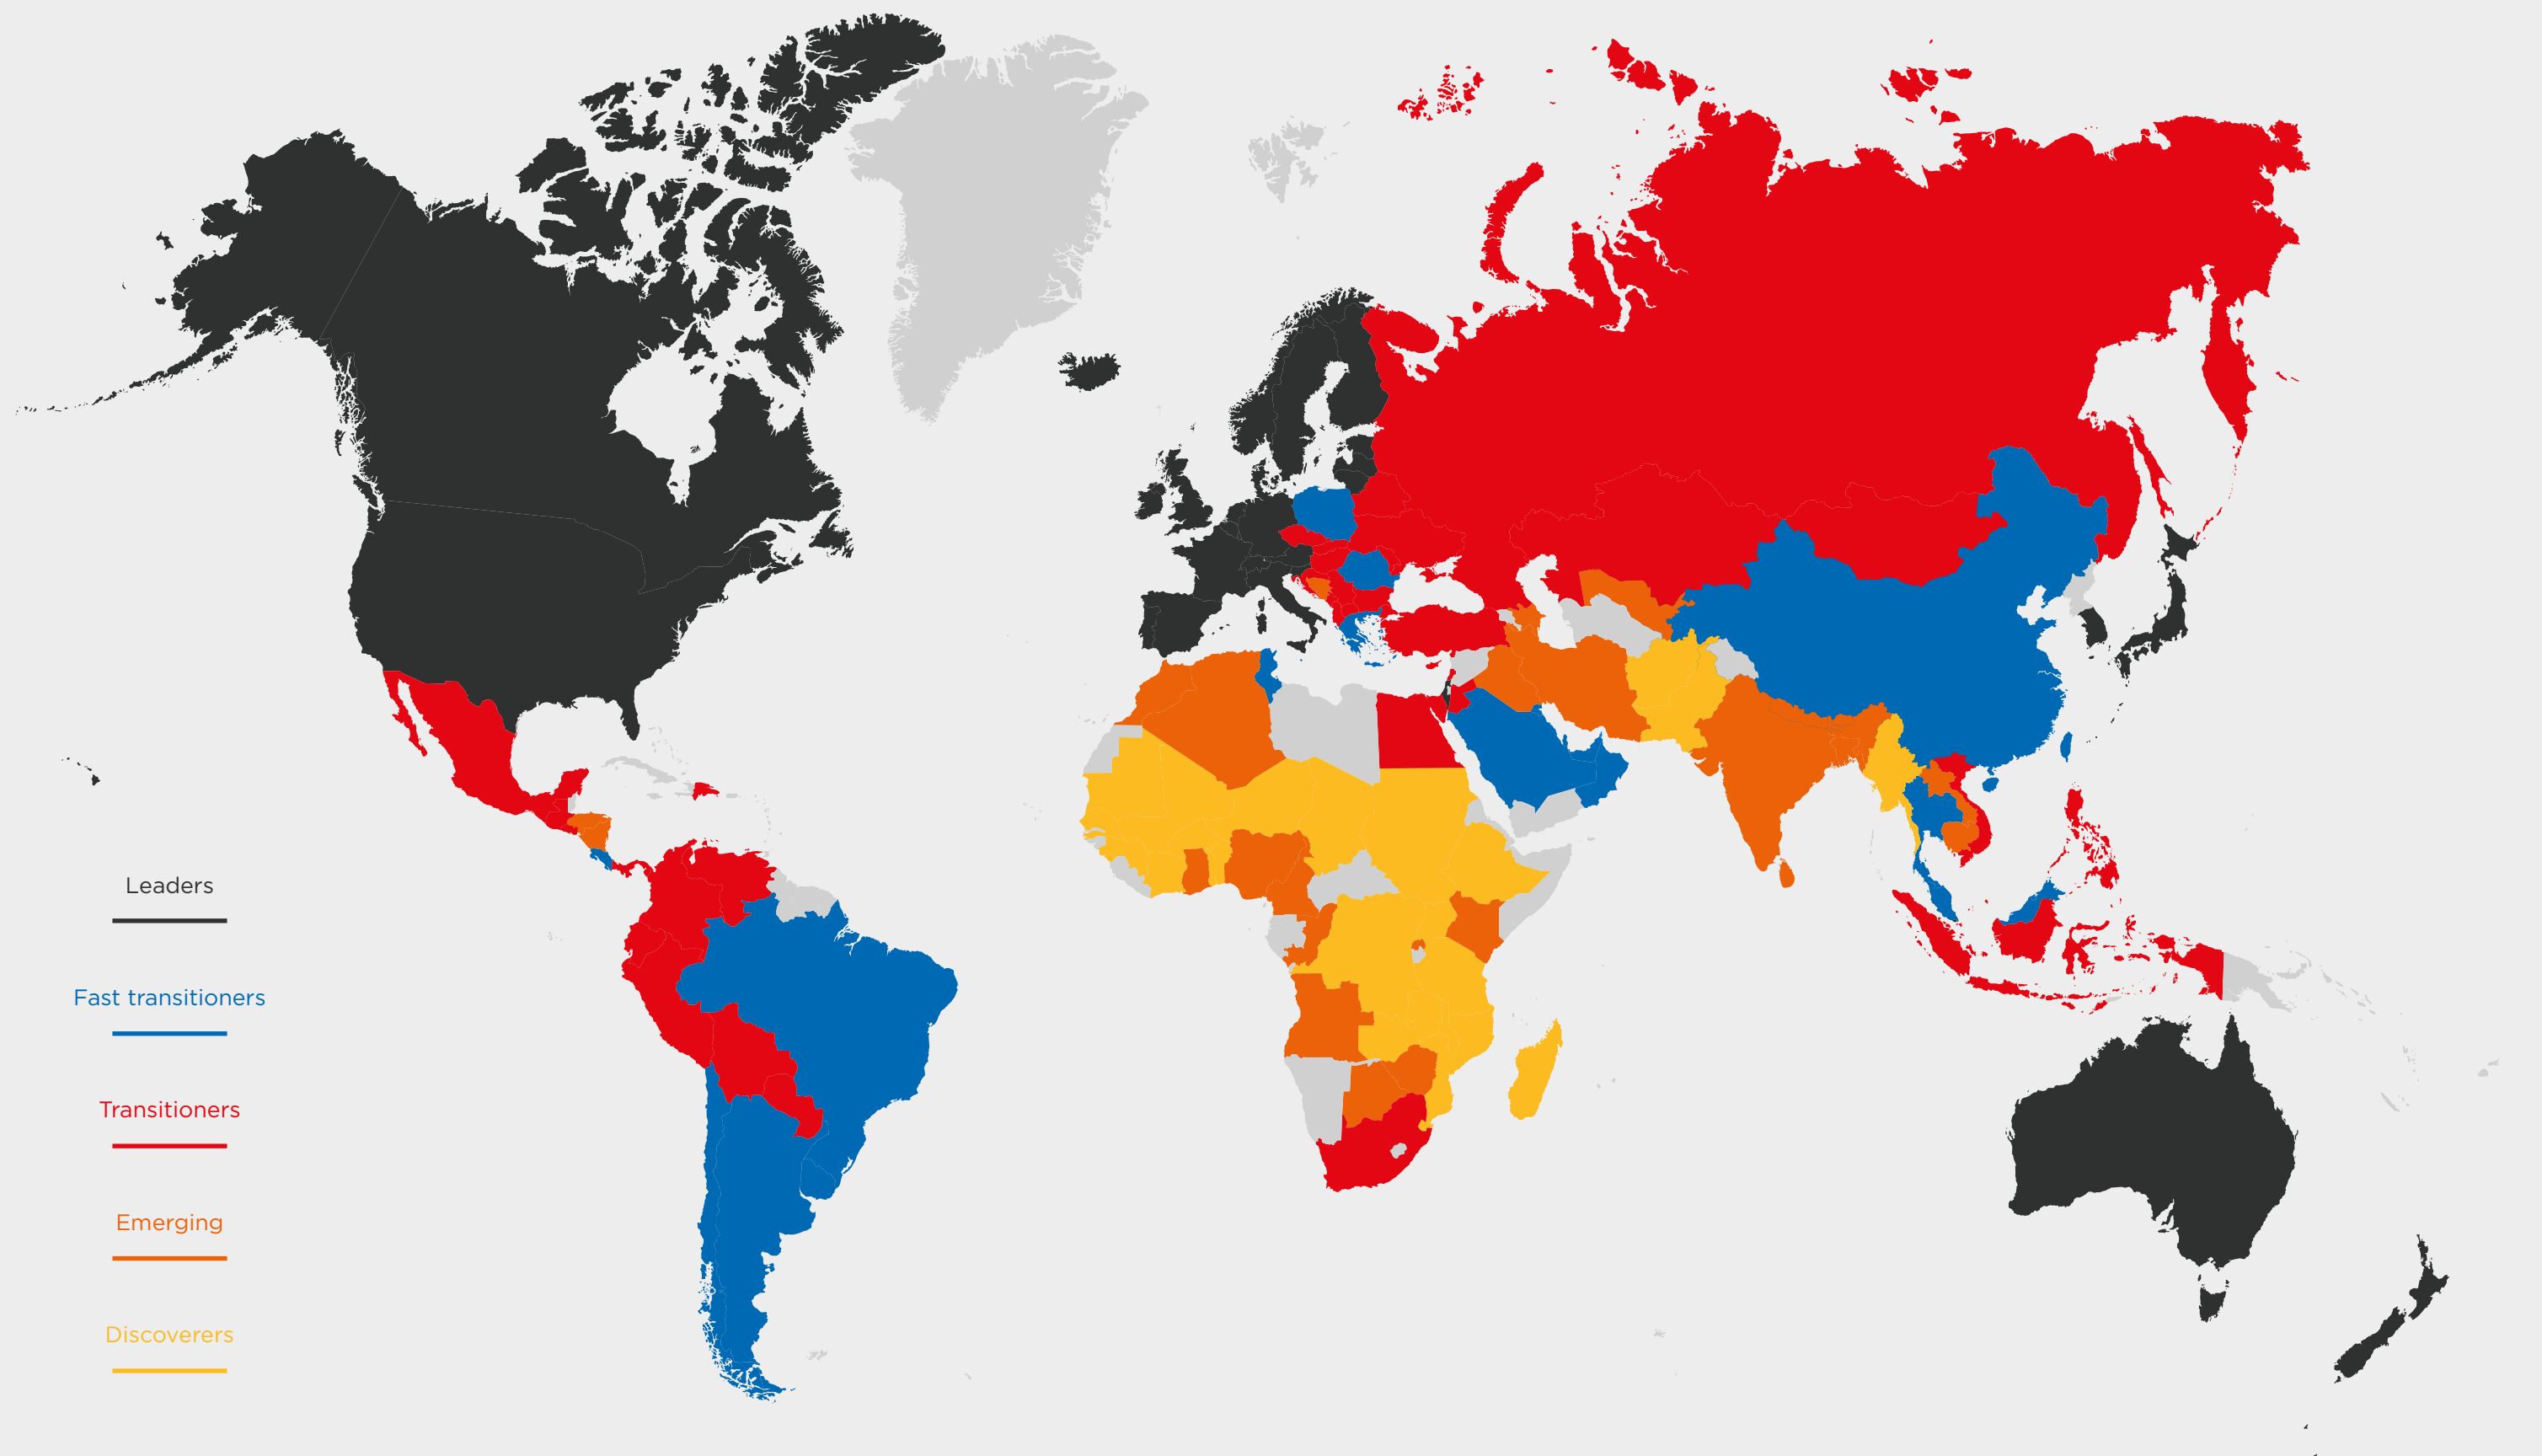 Leaders
Fast transitioners
Transitioners
Emerging
Discoverers